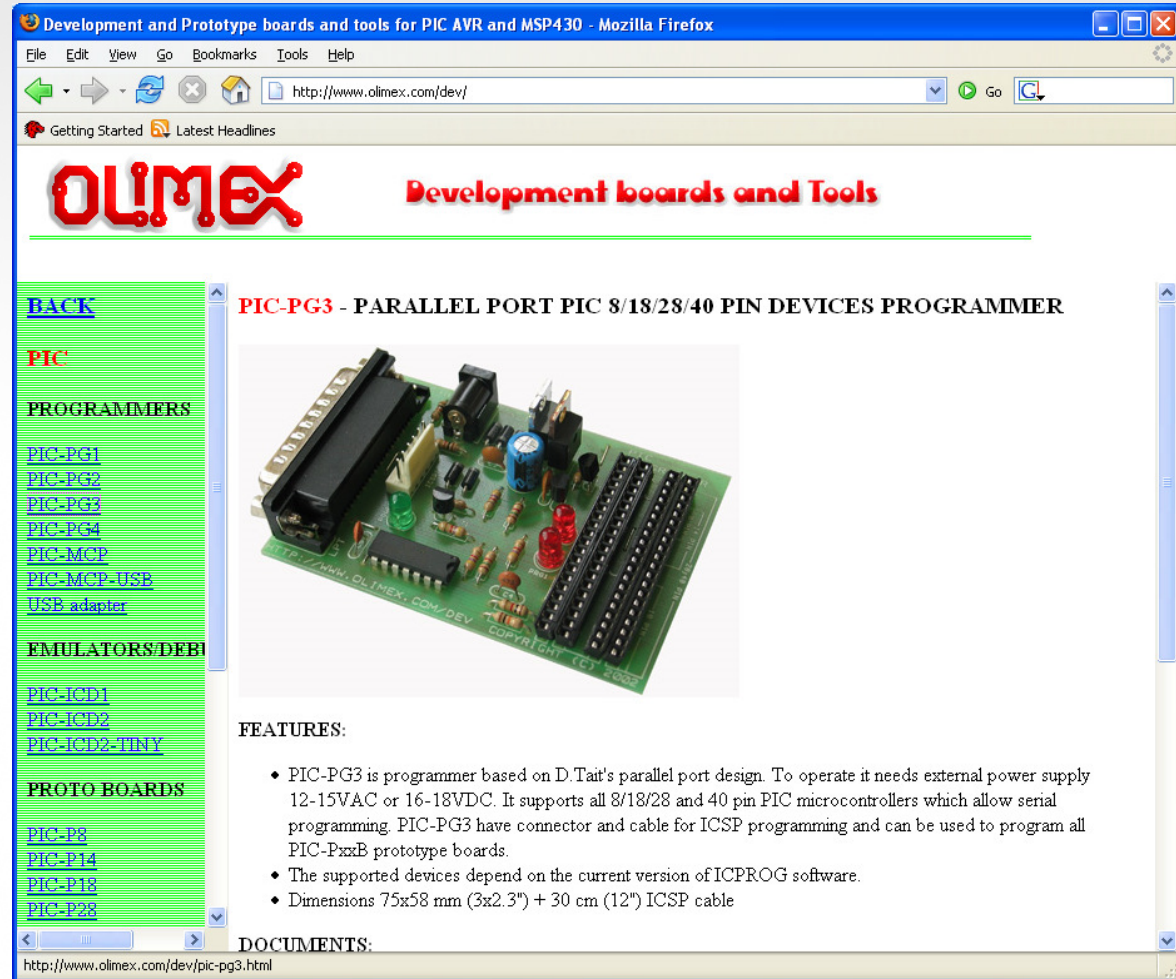 Development and Prototype boards and tools for PIC AVR and MSP430 - Mozilla Firefox
File Edit View Go Bookmarks Tools Help
http://www.olimex.com/dev/ Go G
Getting Started Latest Headlines
OLIMEX Development boards and Tools
BACK
PIC
PROGRAMMERS
PIC-PG1
PIC-PG2
PIC-PG3
PIC-PG4
PIC-MCP
PIC-MCP-USB
USB adapter
EMULATORS/DEBU
PIC-ICD1
PIC-ICD2
PIC-ICD2-TINY
PROTO BOARDS
PIC-P8
PIC-P14
PIC-P18
PIC-P28
PIC-PG3 - PARALLEL PORT PIC 8/18/28/40 PIN DEVICES PROGRAMMER
LPT
HTTP://WWW.OLIMEX.COM/DEV
COPYRIGHT (C) 2002
FEATURES:
PIC-PG3 is programmer based on D.Tait's parallel port design. To operate it needs external power supply
12-15VAC or 16-18VDC. It supports all 8/18/28 and 40 pin PIC microcontrollers which allow serial
programming. PIC-PG3 have connector and cable for ICSP programming and can be used to program all
PIC-PxxB prototype boards.
The supported devices depend on the current version of ICPROG software.
Dimensions 75x58 mm (3x2.3") + 30 cm (12") ICSP cable
DOCUMENTS:
http://www.olimex.com/dev/pic-pg3.html